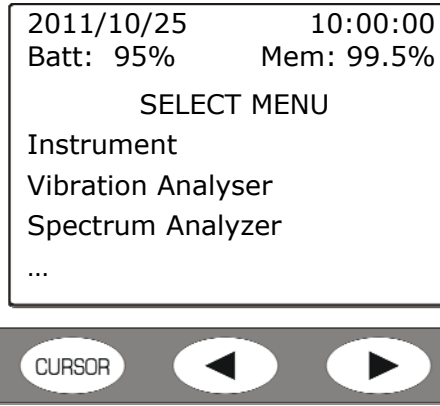 2011/10/25 10:00:00
Batt: 95% Mem: 99.5%
SELECT MENU
Instrument
Vibration Analyser
Spectrum Analyzer
…
CURSOR